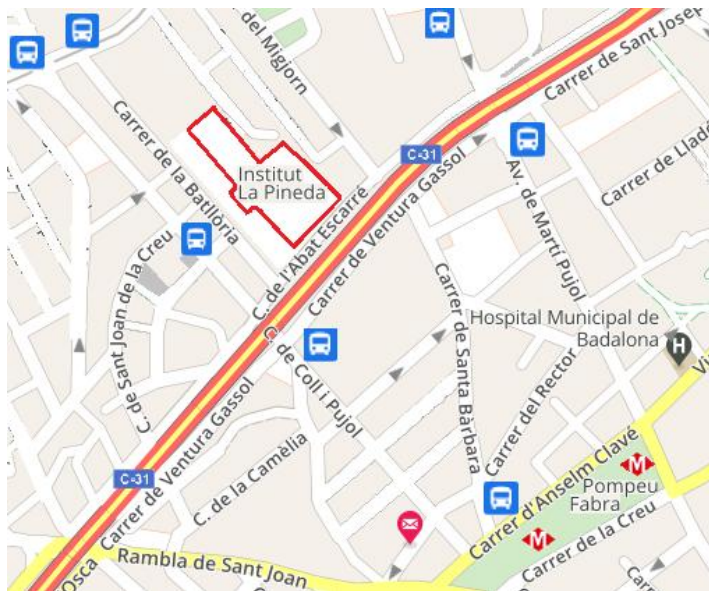 del Migjorn
Carrer de Sant Josep
Carrer de la Batllòria
Institut
La Pineda
C-31
Carrer de Ventura Gassol
Av. de Martí Pujol
Carrer de Lladó
C. de l'Abat Escarré
C. de Sant Joan de la Creu
Carrer de Santa Bàrbara
Hospital Municipal de
Badalona
H
C. de Coll i Pujol
Carrer del Rector
C-31
Carrer de Ventura Gassol
C. de la Camèlia
Carrer d'Anselm Clavé
M
Pompeu
Fabra
M
Carrer de la Creu
Rambla de Sant Joan
Osca